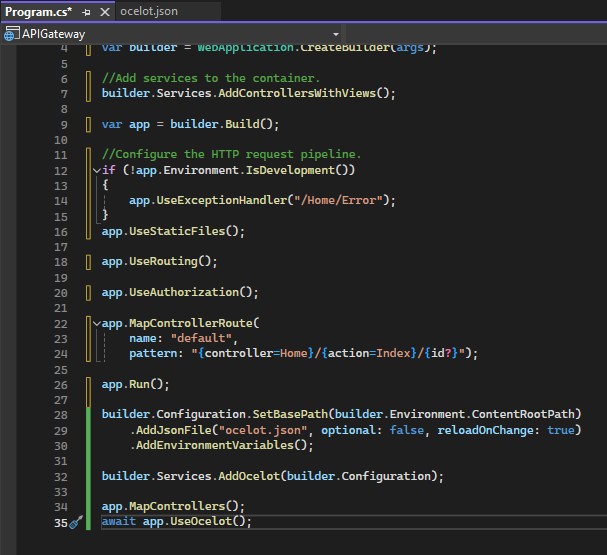 Program.cs*
ocelot.json
APIGateway
4 var builder = WebApplication.CreateBuilder(args);
5
6 //Add services to the container.
7 builder.Services.AddControllersWithViews();
8
9 var app = builder.Build();
10
11 //Configure the HTTP request pipeline.
12 if (!app.Environment.IsDevelopment())
13 {
14     app.UseExceptionHandler("/Home/Error");
15 }
16 app.UseStaticFiles();
17
18 app.UseRouting();
19
20 app.UseAuthorization();
21
22 app.MapControllerRoute(
23     name: "default",
24     pattern: "{controller=Home}/{action=Index}/{id?}");
25
26 app.Run();
27
28 builder.Configuration.SetBasePath(builder.Environment.ContentRootPath)
29     .AddJsonFile("ocelot.json", optional: false, reloadOnChange: true)
30     .AddEnvironmentVariables();
31
32 builder.Services.AddOcelot(builder.Configuration);
33
34 app.MapControllers();
35 await app.UseOcelot();